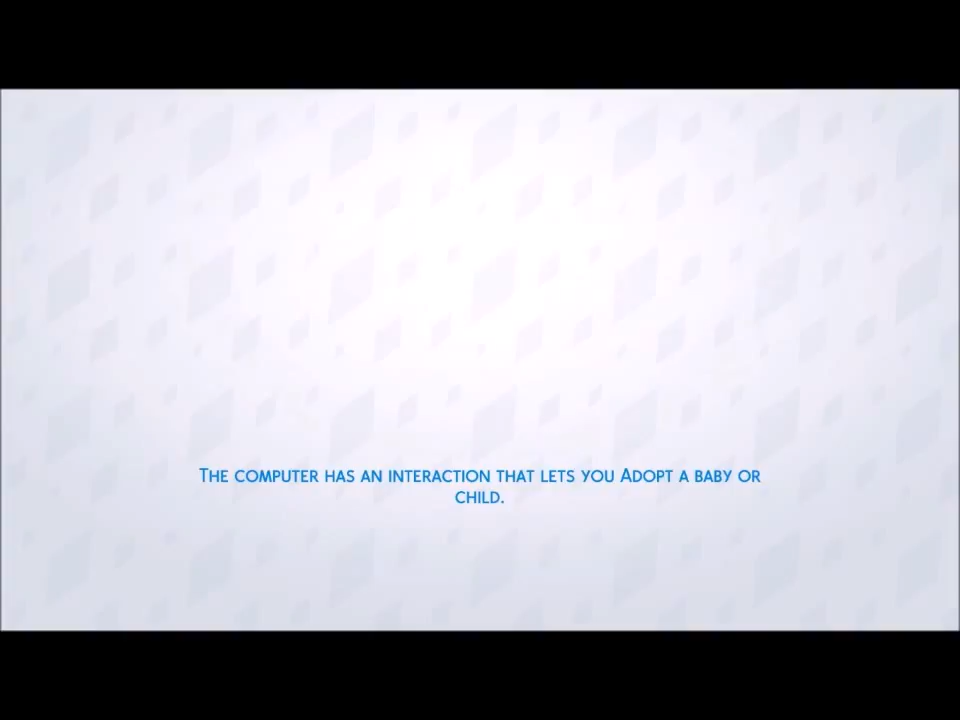 The computer has an interaction that lets you Adopt a baby or
child.